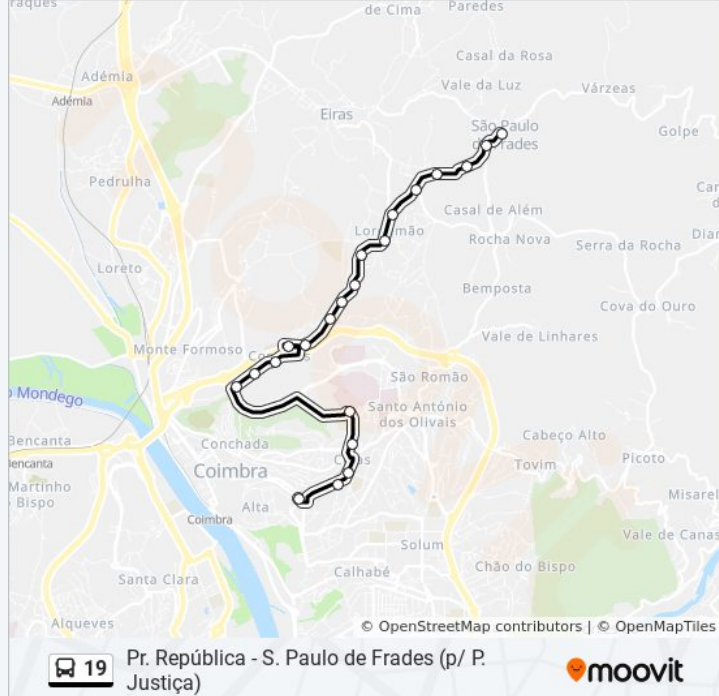 raques
de Cima
Paredes
Casal da Rosa
Adémia
Vale da Luz
Várzeas
Adémia
Eiras
São Paulo
de Frades
Golpe
Pedrulha
Casal de Além
Lordemão
Rocha Nova
Serra da Rocha
Loreto
Bemposta
Cova do Ouro
Monte Formoso
Vale de Linhares
São Romão
o Mondego
Santo António
dos Olivais
Bencanta
Conchada
Cabeço Alto
Bencanta
Coimbra
Tovim
Picoto
Martinho
o Bispo
Alta
Misarel
Coimbra
Vale de Canas
Solum
Calhabé
Chão do Bispo
Santa Clara
Alqueves
© OpenStreetMap contributors | © OpenMapTiles
19
Pr. República - S. Paulo de Frades (p/ P.
Justiça)
moovit